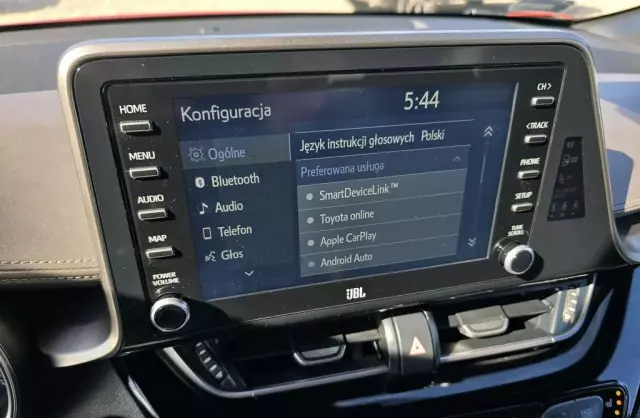 HOME
MENU
AUDIO
MAP
POWER
VOLUME
Konfiguracja
5:44
Ogólne
Bluetooth
Audio
Telefon
Głos
Język instrukcji głosowych Polski
Preferowana usługa
SmartDeviceLink™
Toyota online
Apple CarPlay
Android Auto
CH>
<TRACK
PHONE
SETUP
TUNE
SCROLL
JBL